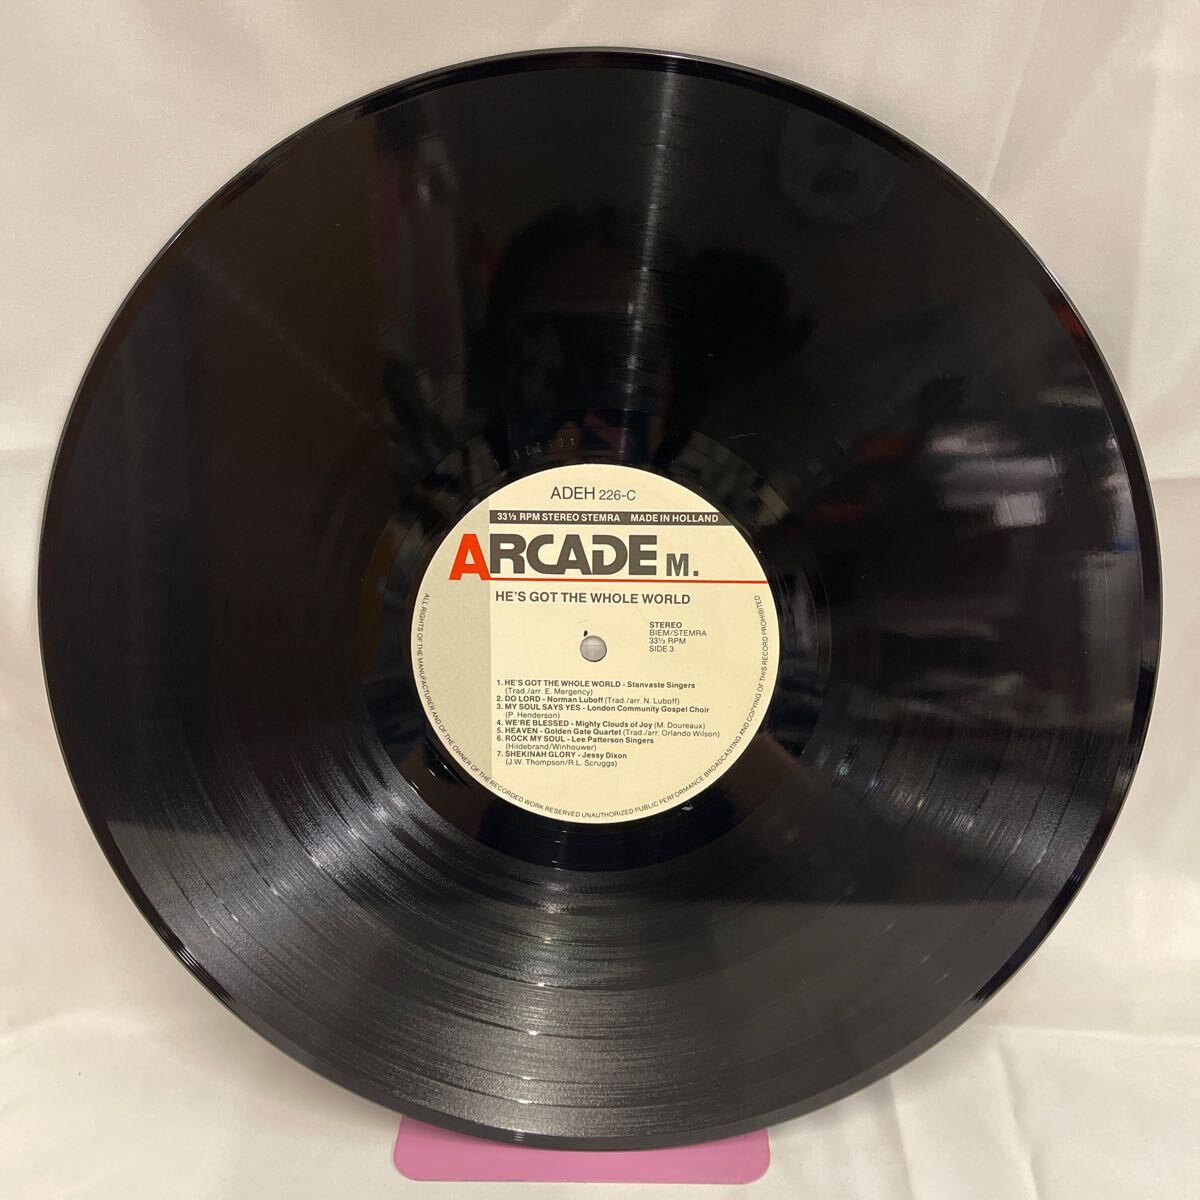 ADEH 226-C
33⅓ RPM STEREO STEMRA MADE IN HOLLAND
ARCADE M.
HE'S GOT THE WHOLE WORLD
STEREO
BIEM/STEMRA
33⅓ RPM
SIDE 3
1. HE'S GOT THE WHOLE WORLD - Stanvaste Singers
(Trad./arr. E. Mergency)
2. DO LORD - Norman Luboff (Trad./arr. N. Luboff)
3. MY SOUL SAYS YES - London Community Gospel Choir
(P. Henderson)
4. WE'RE BLESSED - Mighty Clouds of Joy (M. Doureaux)
5. HEAVEN - Golden Gate Quartet (Trad./arr. Orlando Wilson)
6. ROCK MY SOUL - Lee Patterson Singers
(Hildebrand/Winhouwer)
7. SHEKINAH GLORY - Jessy Dixon
(J.W. Thompson/R.L. Scruggs)
ALL RIGHTS OF THE MANUFACTURER AND OF THE OWNER OF THE RECORDED WORK RESERVED UNAUTHORIZED PUBLIC PERFORMANCE BROADCASTING AND COPYING OF THIS RECORD PROHIBITED